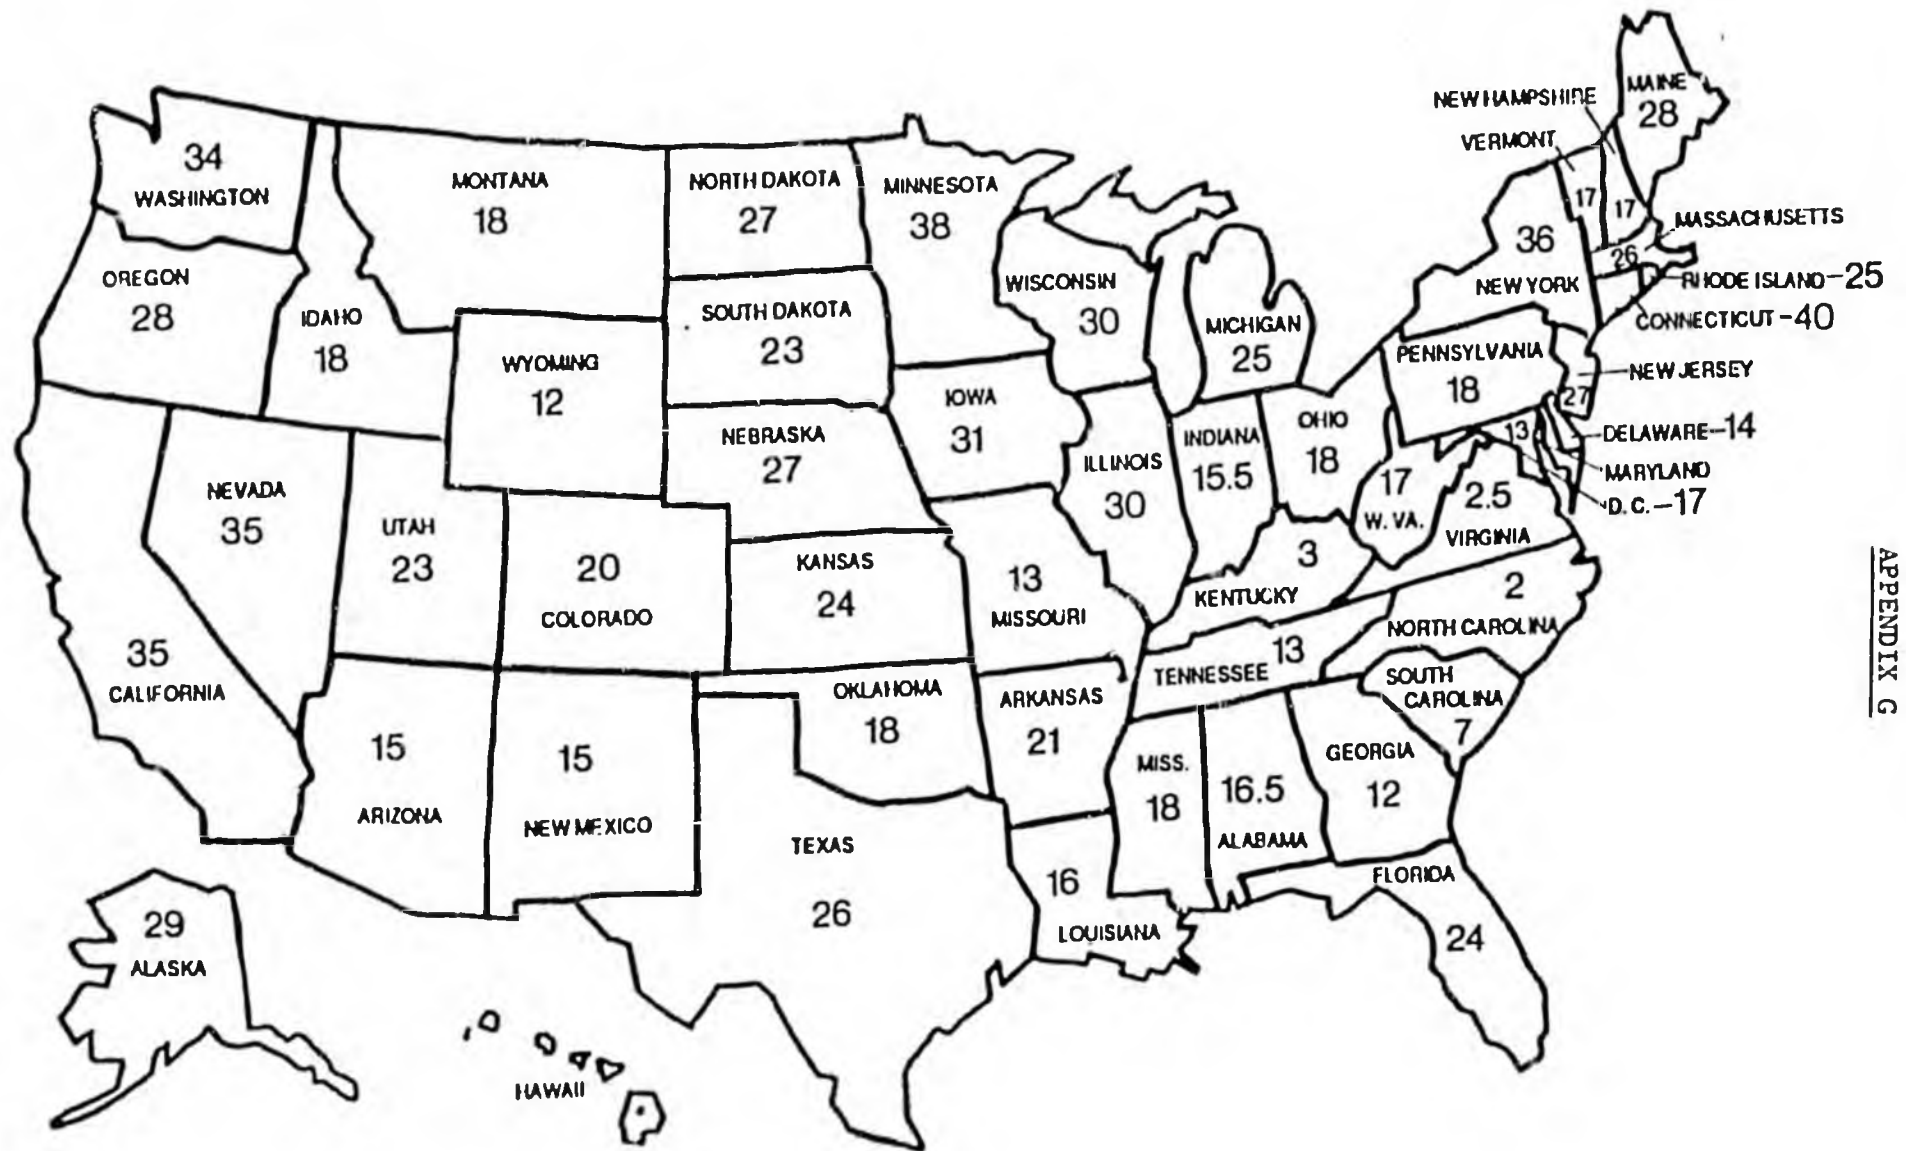 NEW HAMPSHIRE
MAINE
28
VERMONT
34
WASHINGTON
MONTANA
18
NORTH DAKOTA
27
MINNESOTA
38
17
17
MASSACHUSETTS
36
NEW YORK
26
RHODE ISLAND-25
CONNECTICUT-40
OREGON
28
IDAHO
18
WYOMING
12
SOUTH DAKOTA
23
WISCONSIN
30
MICHIGAN
25
PENNSYLVANIA
18
NEW JERSEY
27
NEBRASKA
27
IOWA
31
ILLINOIS
30
INDIANA
15.5
OHIO
18
13
DELAWARE-14
MARYLAND
D.C.-17
17
W. VA.
2.5
VIRGINIA
NEVADA
35
UTAH
23
20
COLORADO
KANSAS
24
13
MISSOURI
3
KENTUCKY
2
NORTH CAROLINA
35
CALIFORNIA
TENNESSEE 13
SOUTH
CAROLINA
7
15
ARIZONA
15
NEW MEXICO
OKLAHOMA
18
ARKANSAS
21
MISS.
18
16.5
ALABAMA
GEORGIA
12
TEXAS
26
16
LOUISIANA
FLORIDA
24
29
ALASKA
HAWAII
APPENDIX G